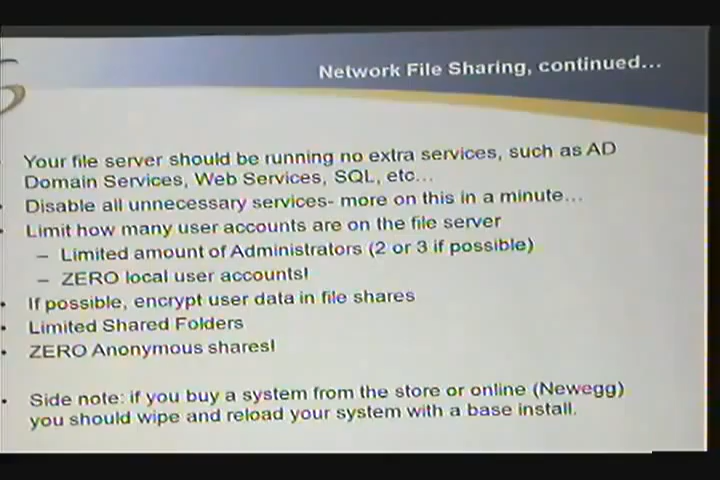 Network File Sharing, continued...
Your file server should be running no extra services, such as AD
Domain Services, Web Services, SQL, etc...
Disable all unnecessary services- more on this in a minute...
Limit how many user accounts are on the file server
– Limited amount of Administrators (2 or 3 if possible)
– ZERO local user accounts!
• If possible, encrypt user data in file shares
• Limited Shared Folders
• ZERO Anonymous shares!
• Side note: if you buy a system from the store or online (Newegg)
you should wipe and reload your system with a base install.